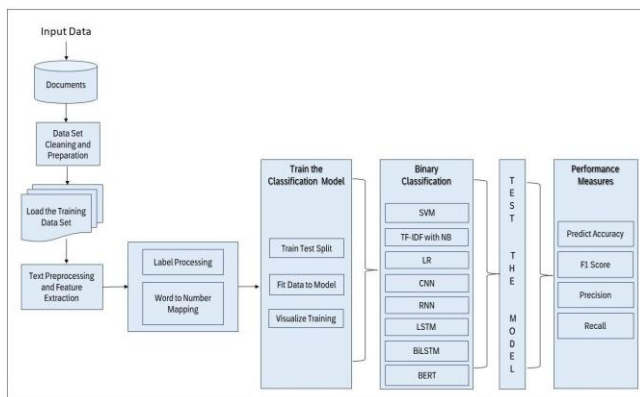 Input Data
Documents
Data Set
Cleaning and
Preparation
Load the Training
Data Set
Text Preprocessing
and Feature
Extraction
Label Processing
Word to Number
Mapping
Train the
Classification Model
Train Test Split
Fit Data to Model
Visualize Training
Binary
Classification
SVM
TF-IDF with NB
LR
CNN
RNN
LSTM
BiLSTM
BERT
T
E
S
T
T
H
E
M
O
D
E
L
Performance
Measures
Predict Accuracy
F1 Score
Precision
Recall